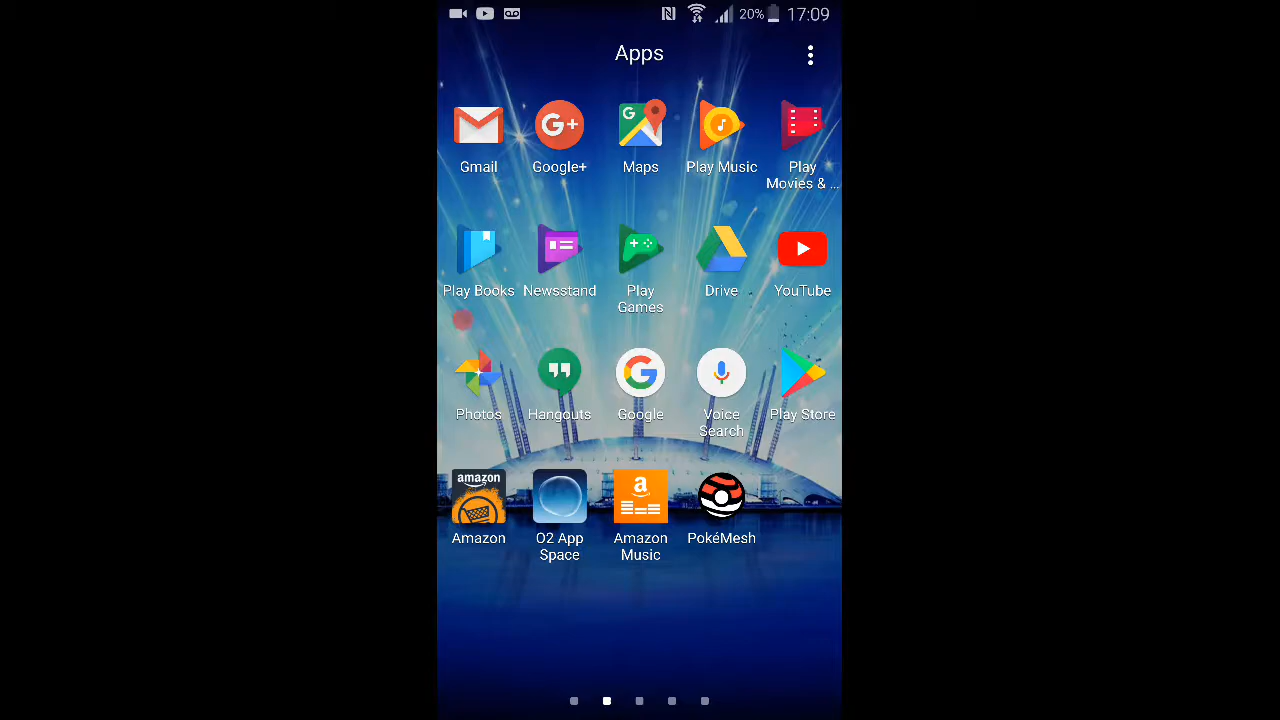 20% 17:09
Apps
Gmail Google+ Maps Play Music Play Movies & ...
Play Books Newsstand Play Games Drive YouTube
Photos Hangouts Google Voice Search Play Store
amazon
Amazon O2 App Space Amazon Music PokéMesh